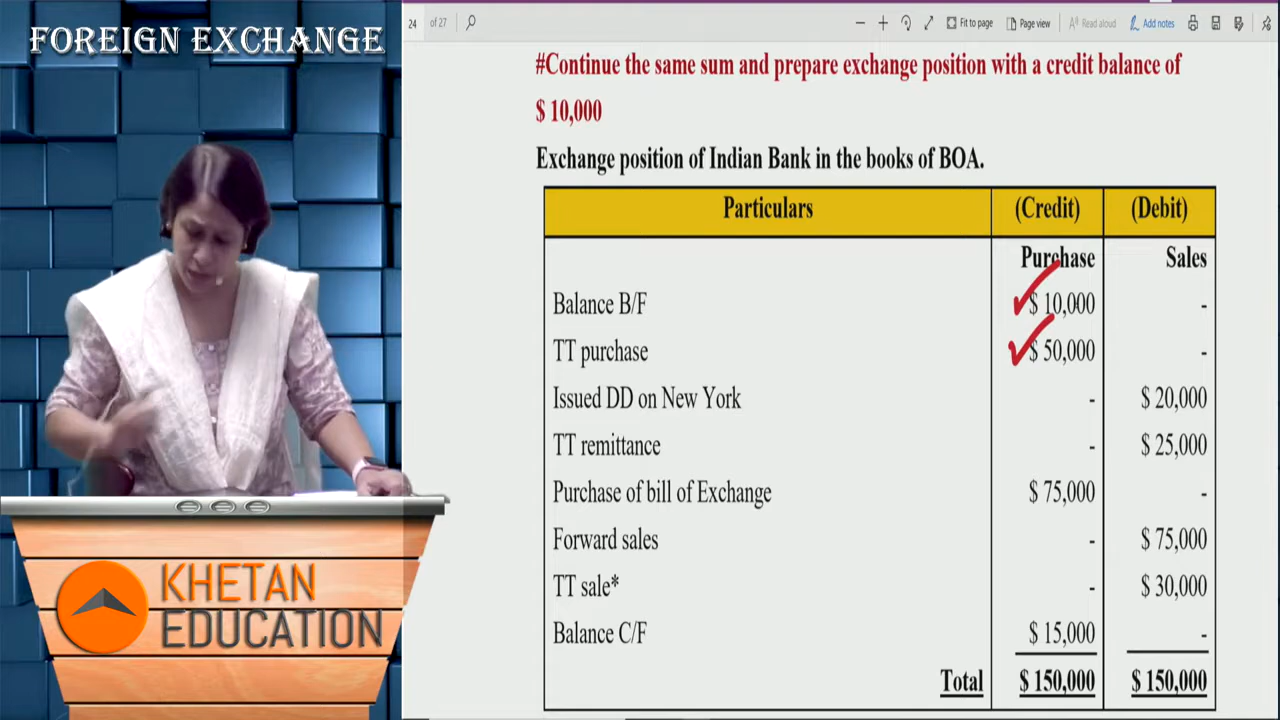 FOREIGN EXCHANGE
24 of 27
Fit to page
Page view
Read aloud
Add notes
#Continue the same sum and prepare exchange position with a credit balance of
$ 10,000
Exchange position of Indian Bank in the books of BOA.
Particulars (Credit) (Debit)
Purchase Sales
Balance B/F $ 10,000 -
TT purchase $ 50,000 -
Issued DD on New York - $ 20,000
TT remittance - $ 25,000
Purchase of bill of Exchange $ 75,000 -
Forward sales - $ 75,000
TT sale* - $ 30,000
Balance C/F $ 15,000 -
Total $ 150,000 $ 150,000
KHETAN
EDUCATION